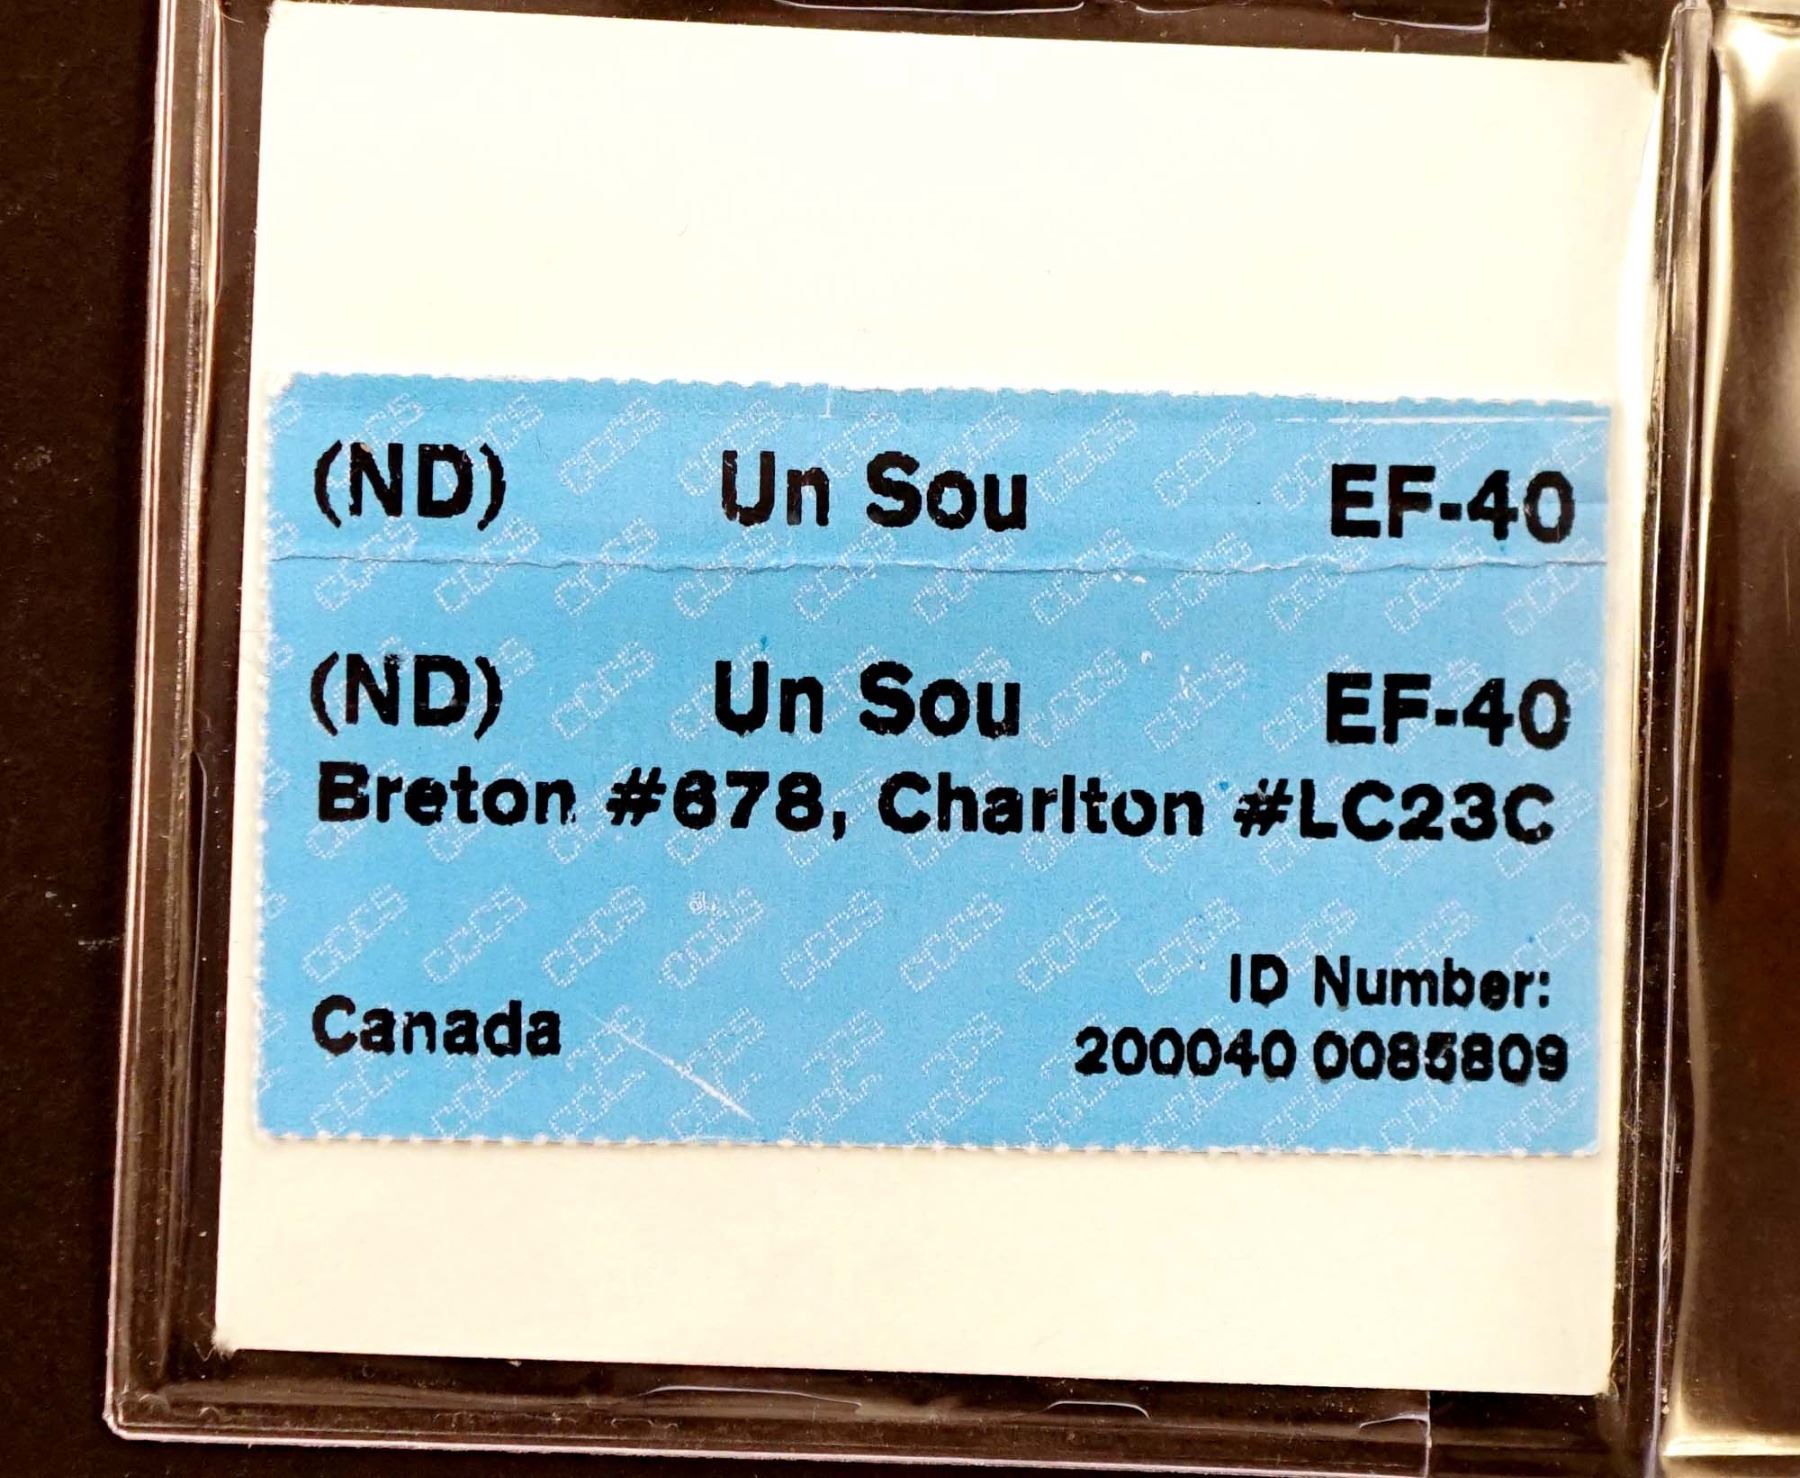 (ND) Un Sou EF-40
(ND) Un Sou EF-40
Breton #678, Charlton #LC23C
ID Number:
Canada 200040 0085809